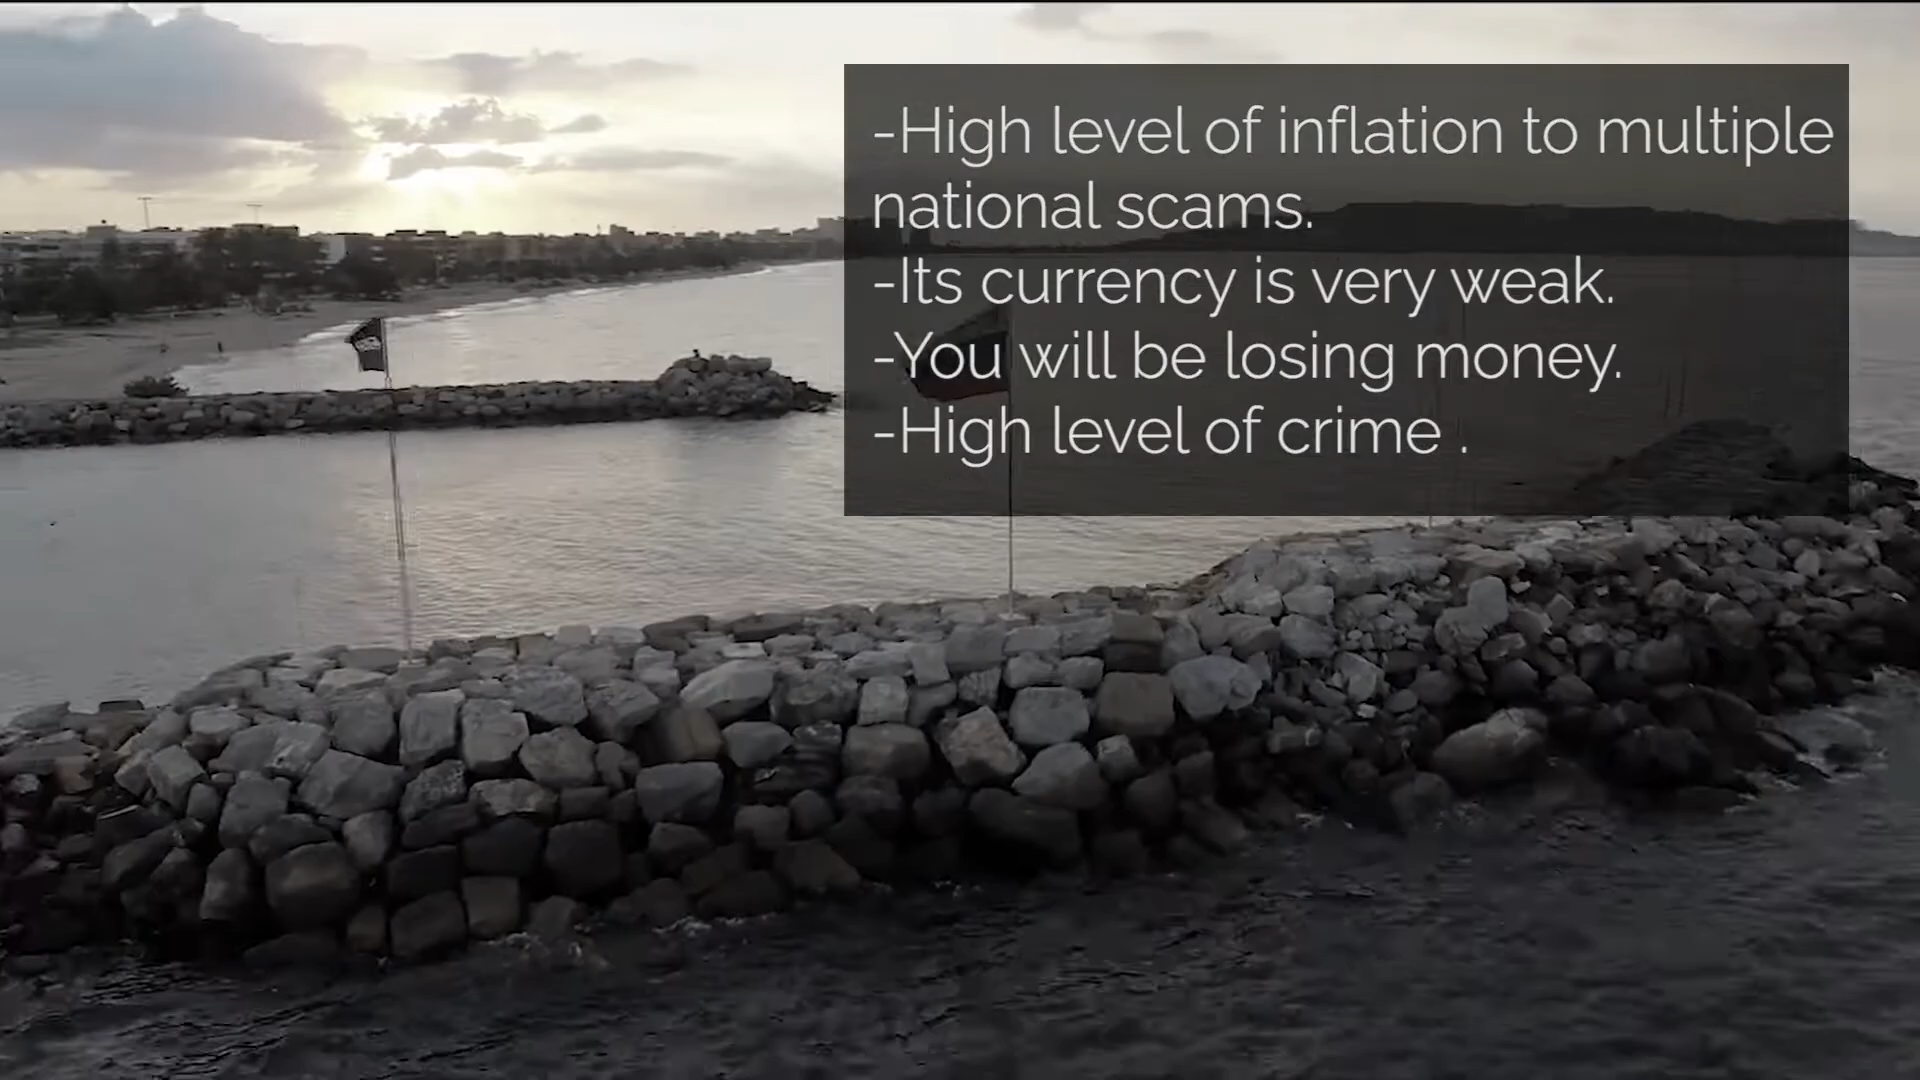 -High level of inflation to multiple
national scams.
-Its currency is very weak.
-You will be losing money.
-High level of crime .